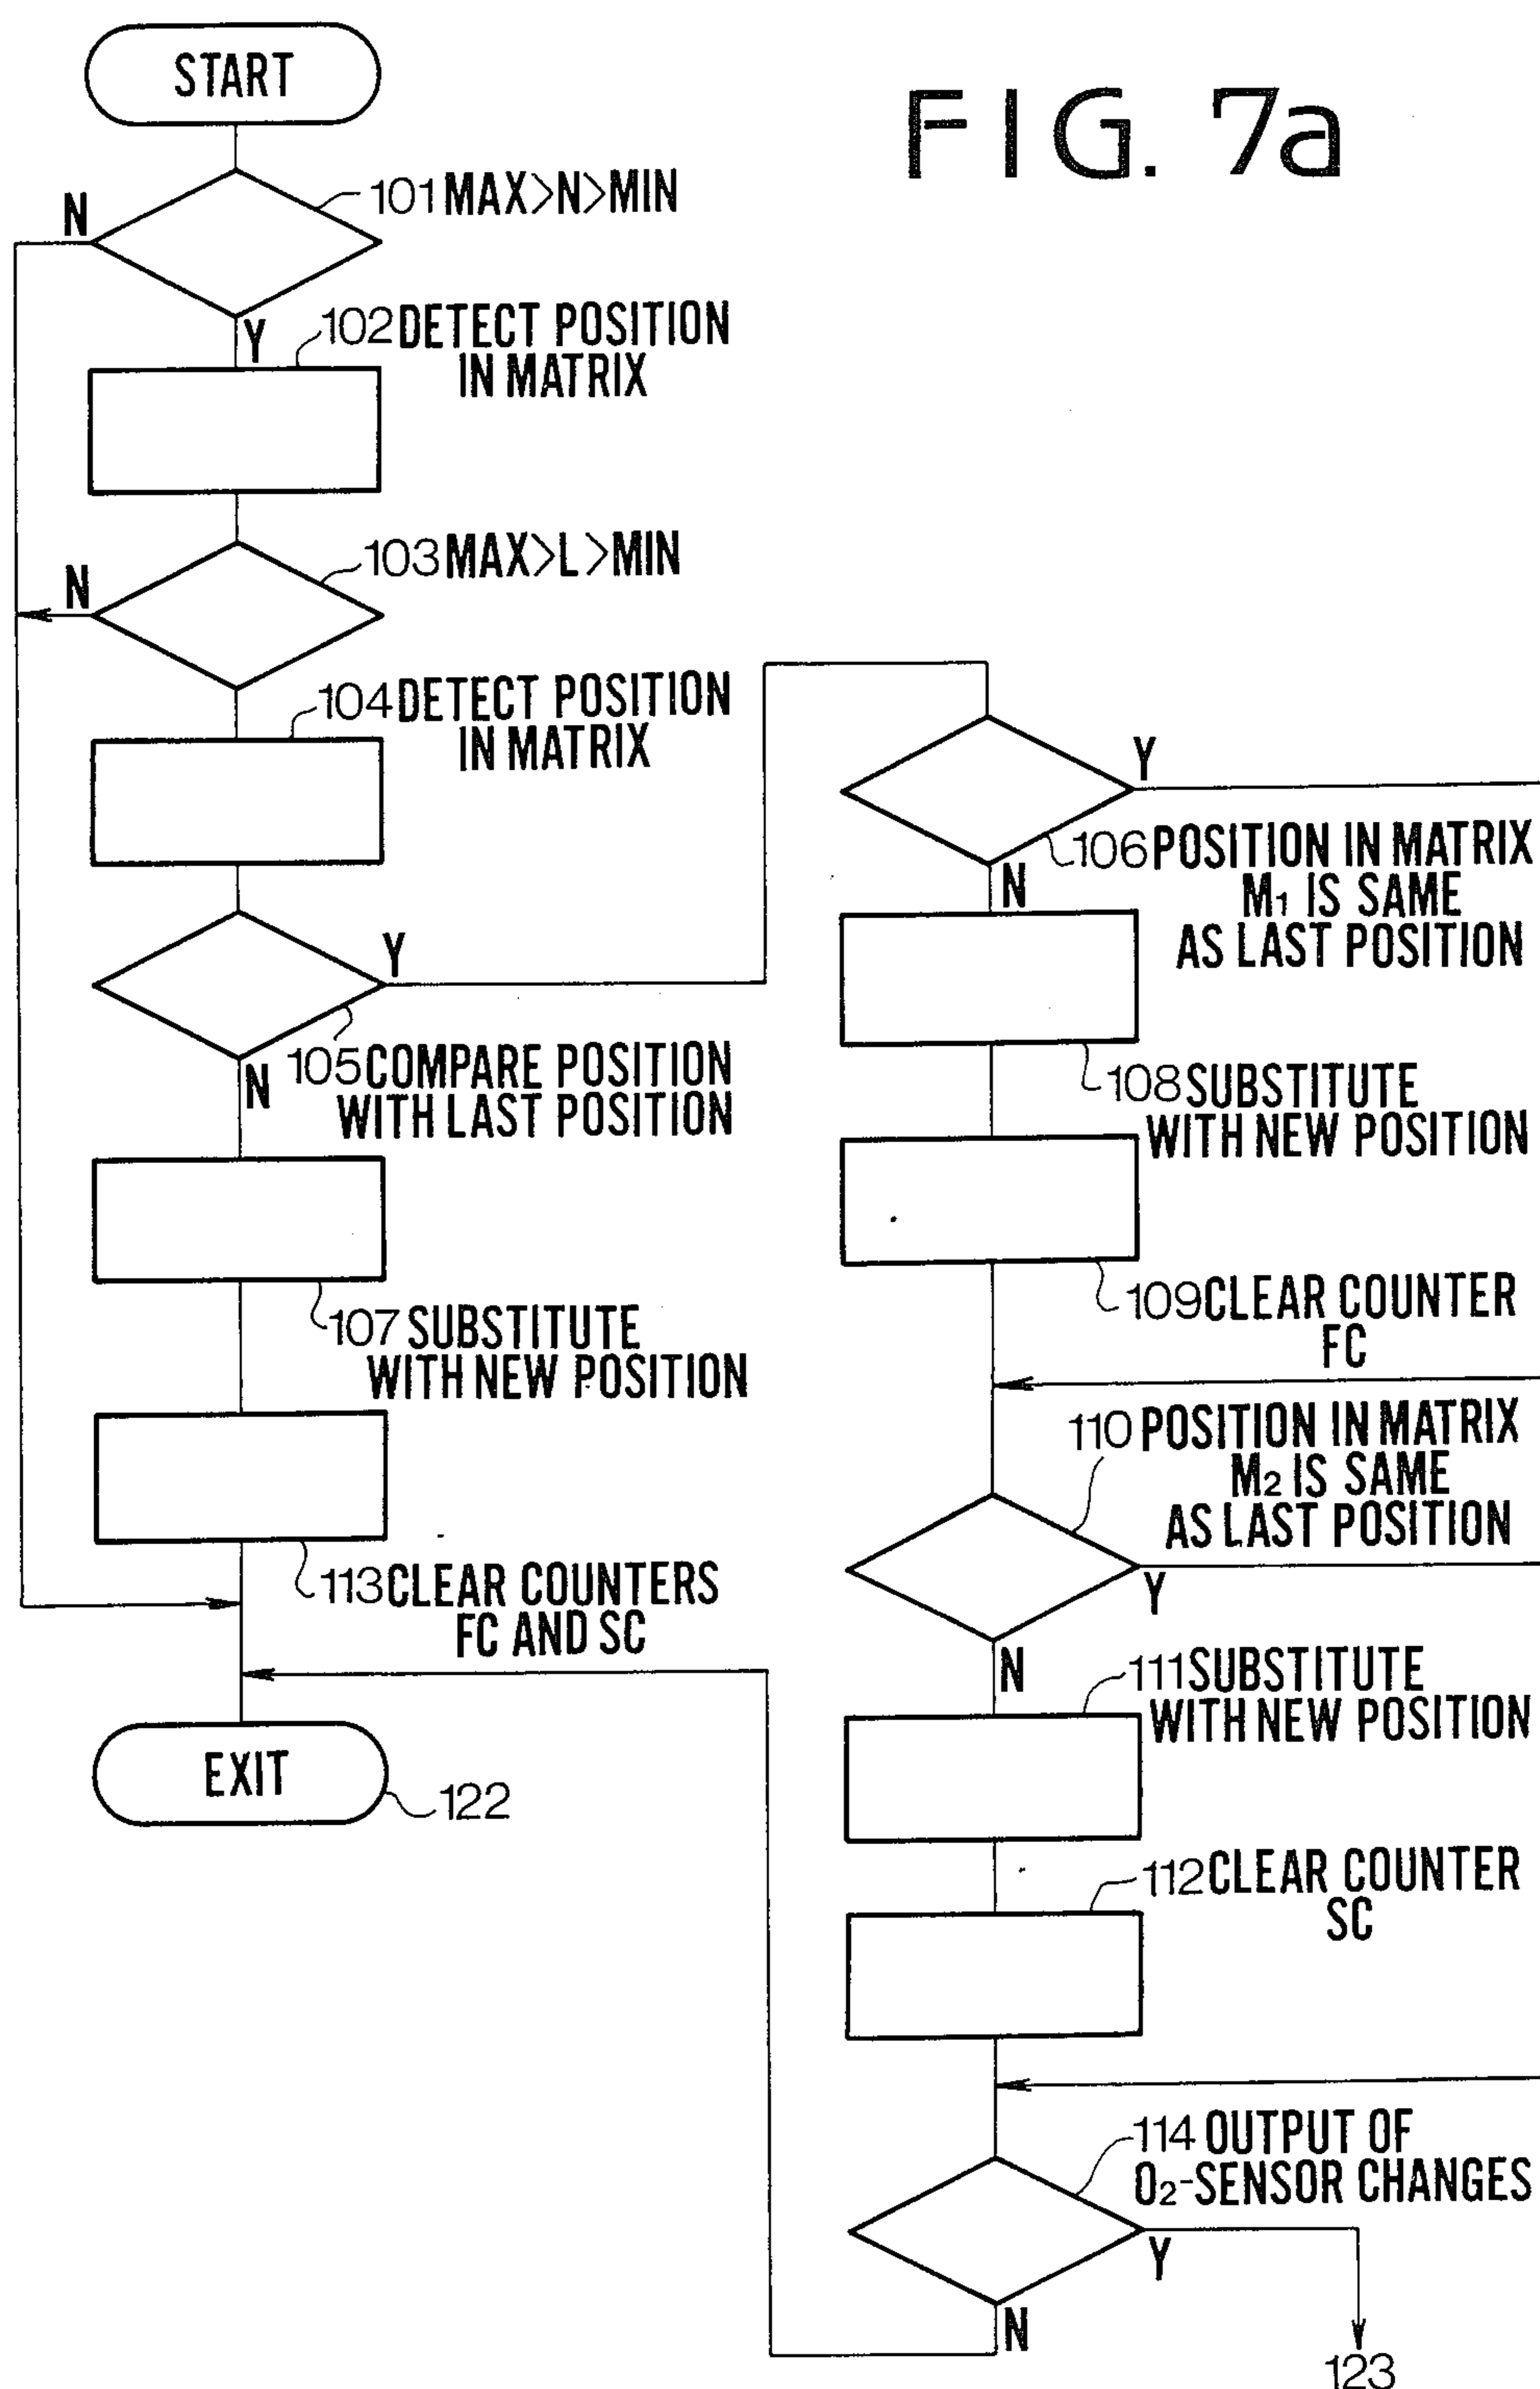 FIG. 7a
START
101 MAX>N>MIN
N
Y
102 DETECT POSITION
IN MATRIX
103 MAX>L>MIN
N
104 DETECT POSITION
IN MATRIX
Y
105 COMPARE POSITION
WITH LAST POSITION
N
107 SUBSTITUTE
WITH NEW POSITION
113 CLEAR COUNTERS
FC AND SC
EXIT
122
Y
106 POSITION IN MATRIX
M1 IS SAME
AS LAST POSITION
N
108 SUBSTITUTE
WITH NEW POSITION
109 CLEAR COUNTER
FC
110 POSITION IN MATRIX
M2 IS SAME
AS LAST POSITION
Y
N
111 SUBSTITUTE
WITH NEW POSITION
112 CLEAR COUNTER
SC
114 OUTPUT OF
O2-SENSOR CHANGES
Y
N
123